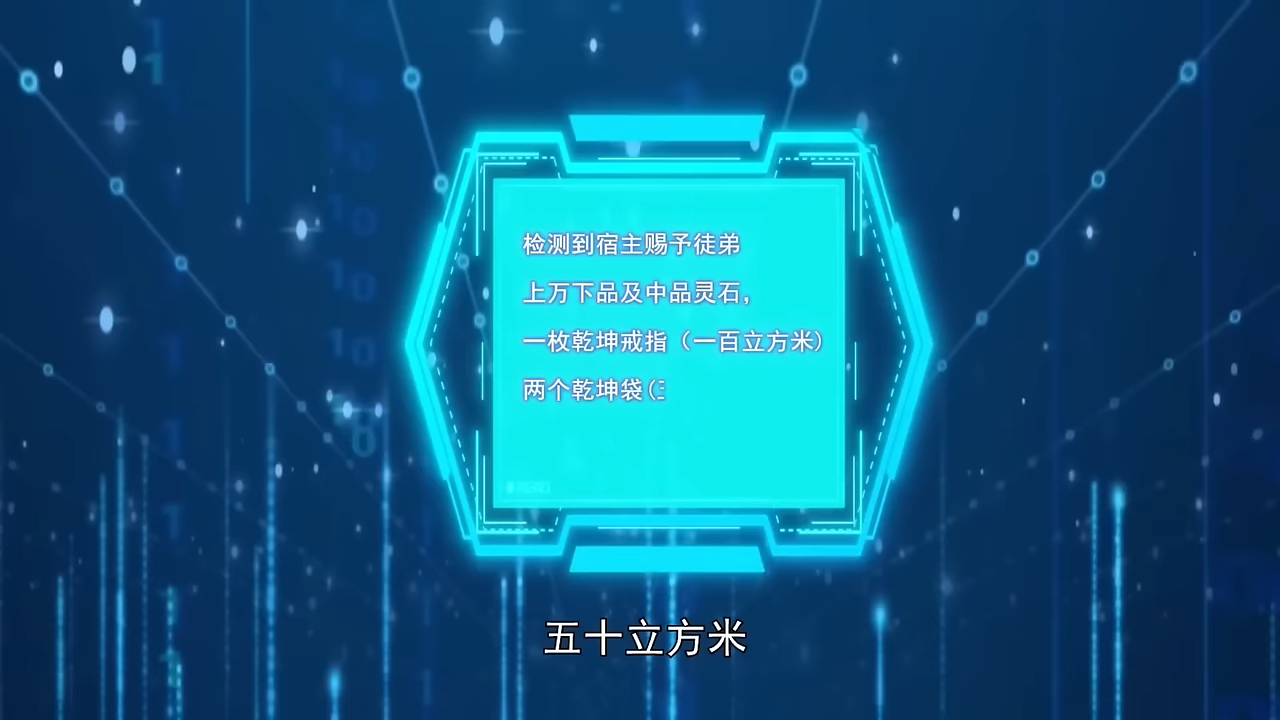 检测到宿主赐予徒弟
上万下品及中品灵石，
一枚乾坤戒指（一百立方米）
两个乾坤袋（
五十立方米